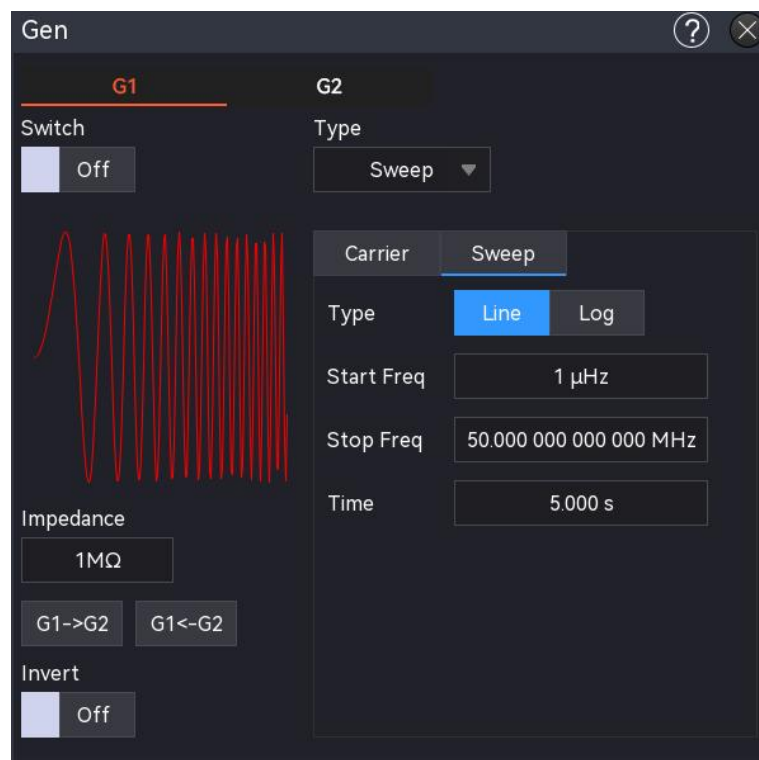 Gen
?
G1 G2
Switch Type
Off Sweep
Carrier Sweep
Type Line Log
Start Freq 1 µHz
Stop Freq 50.000 000 000 000 MHz
Time 5.000 s
Impedance
1MΩ
G1->G2 G1<-G2
Invert
Off